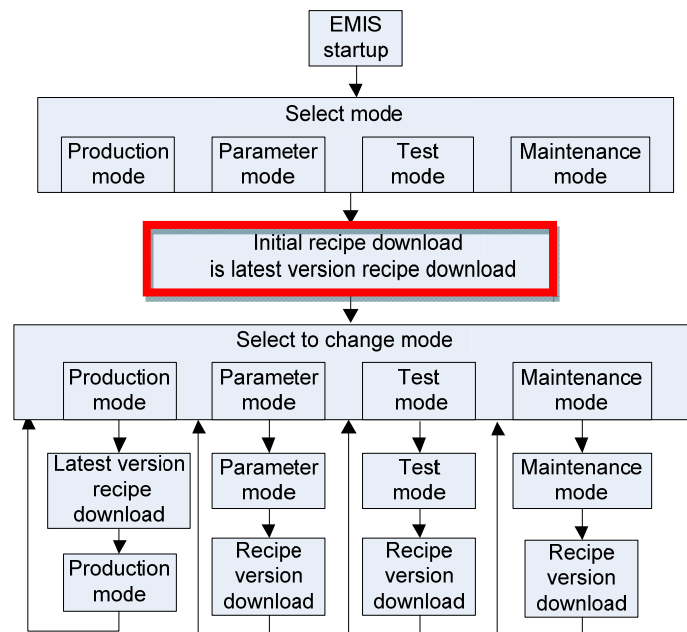 EMIS
startup
Select mode
Production
mode
Parameter
mode
Test
mode
Maintenance
mode
Initial recipe download
is latest version recipe download
Select to change mode
Production
mode
Parameter
mode
Test
mode
Maintenance
mode
Latest version
recipe
download
Production
mode
Parameter
mode
Recipe
version
download
Test
mode
Recipe
version
download
Maintenance
mode
Recipe
version
download